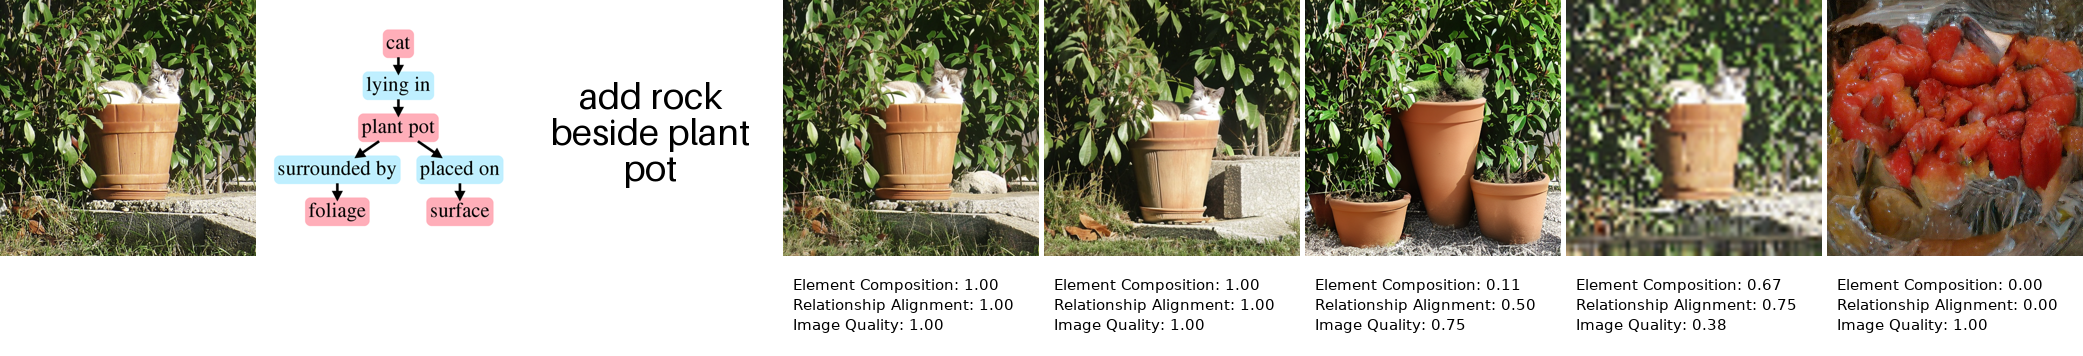 cat
lying in
plant pot
surrounded by placed on
foliage surface
add rock
beside plant
pot
Element Composition: 1.00
Relationship Alignment: 1.00
Image Quality: 1.00
Element Composition: 1.00
Relationship Alignment: 1.00
Image Quality: 1.00
Element Composition: 0.11
Relationship Alignment: 0.50
Image Quality: 0.75
Element Composition: 0.67
Relationship Alignment: 0.75
Image Quality: 0.38
Element Composition: 0.00
Relationship Alignment: 0.00
Image Quality: 1.00